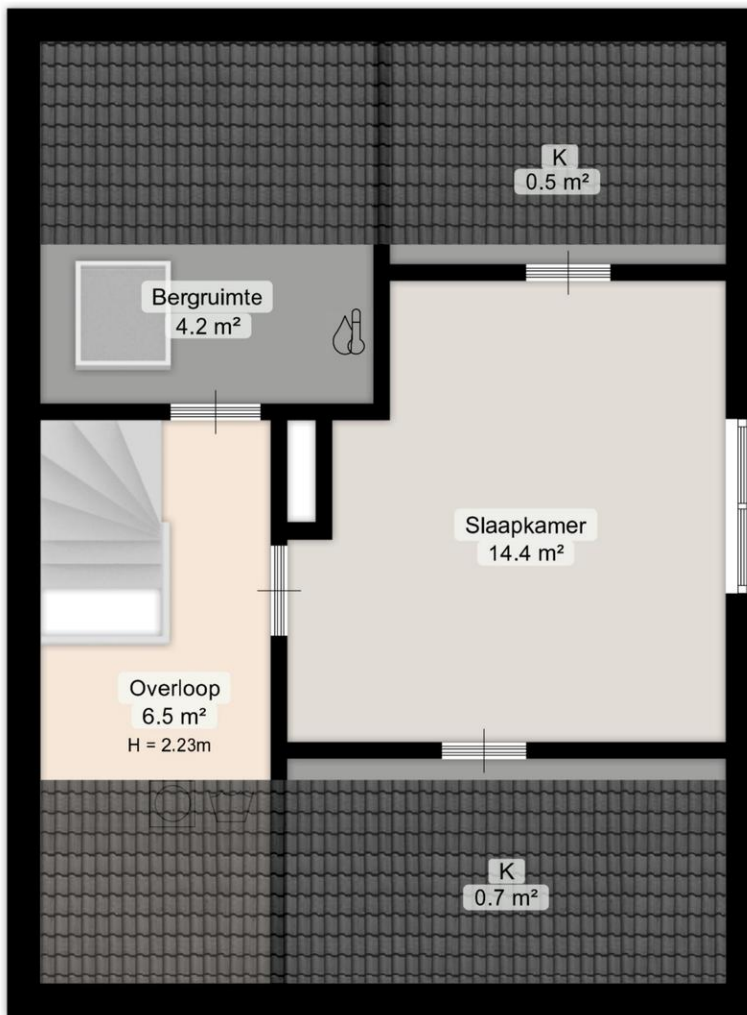 K
0.5 m²
Bergruimte
4.2 m²
Slaapkamer
14.4 m²
Overloop
6.5 m²
H = 2.23m
K
0.7 m²